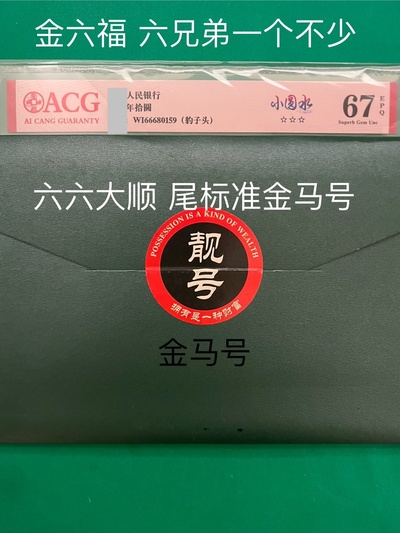 金六福 六兄弟一个不少
ACG
AI CANG GUARANTY
人民银行
年拾圆
WI66680159（豹子头）
小圆水
☆☆☆
67
EPQ
Superb Gem Unc
六六大顺 尾标准金马号
POSSESSION IS A KIND OF WEALTH
靓号
拥有是一种财富
金马号